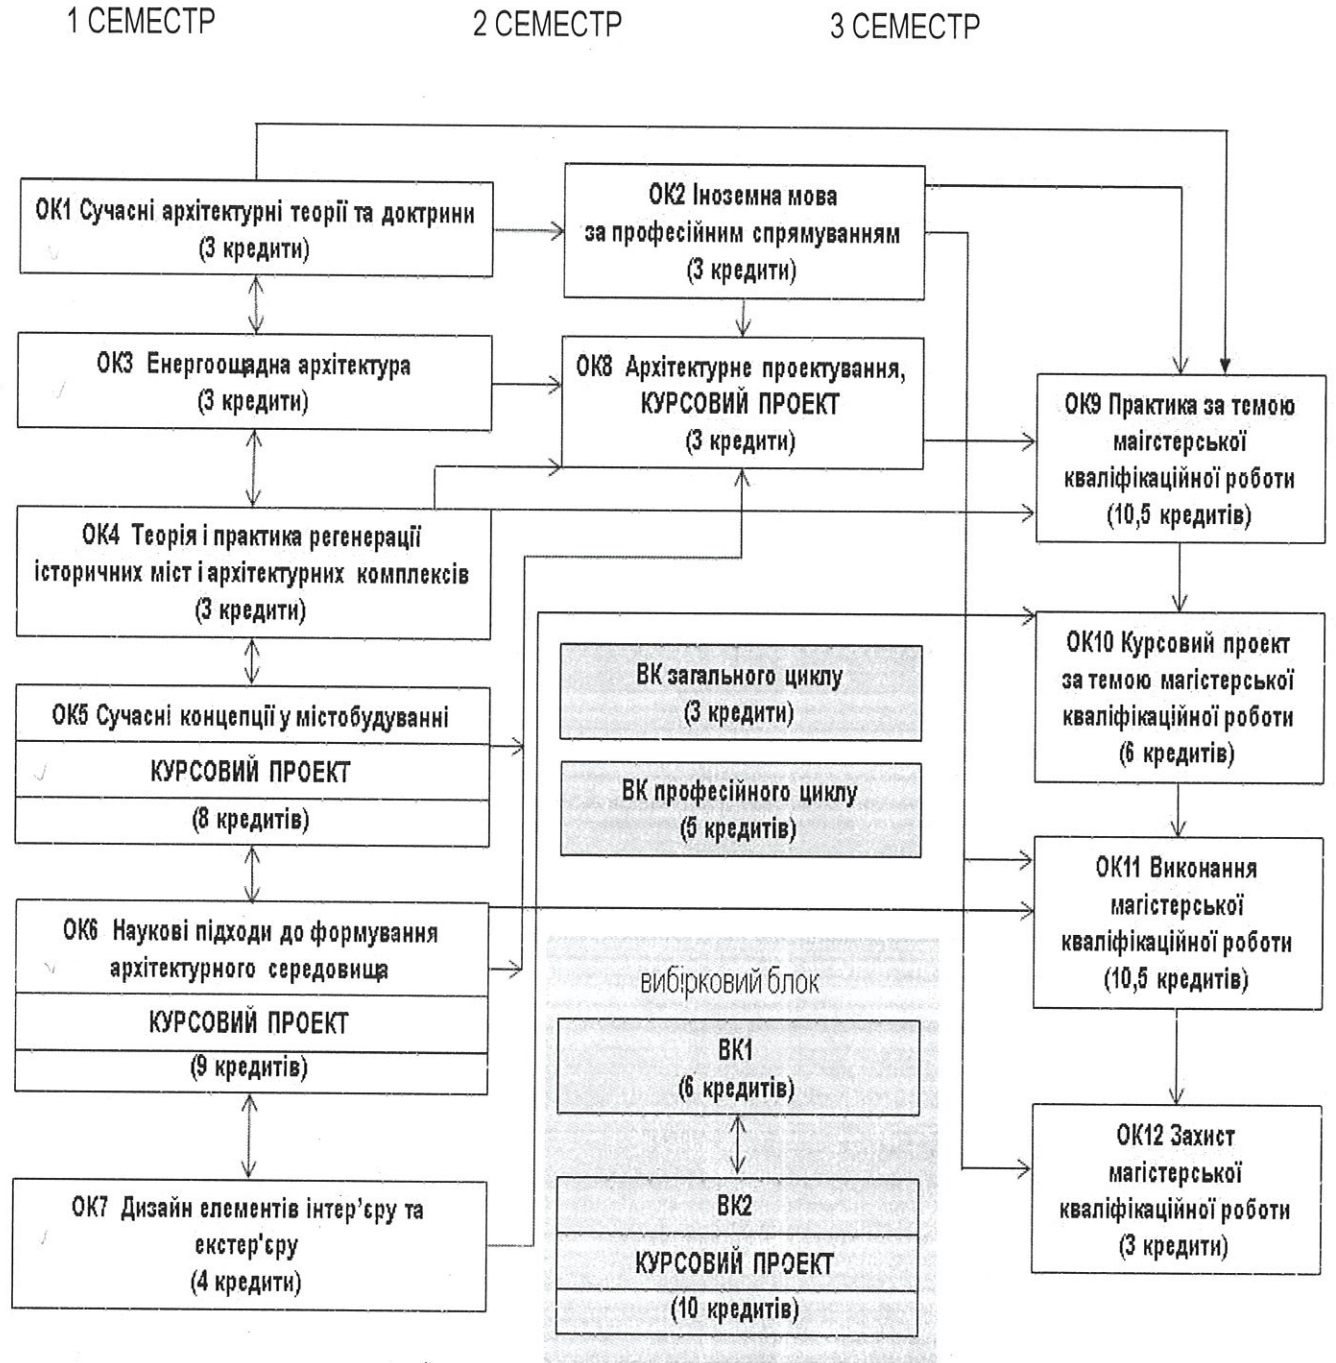 1 СЕМЕСТР
2 СЕМЕСТР
3 СЕМЕСТР
ОК1 Сучасні архітектурні теорії та доктрини
(3 кредити)
ОК3 Енергоощадна архітектура
(3 кредити)
ОК4 Теорія і практика регенерації
історичних міст і архітектурних комплексів
(3 кредити)
ОК5 Сучасні концепції у містобудуванні
КУРСОВИЙ ПРОЕКТ
(8 кредитів)
ОК6 Наукові підходи до формування
архітектурного середовища
КУРСОВИЙ ПРОЕКТ
(9 кредитів)
ОК7 Дизайн елементів інтер'єру та
екстер'єру
(4 кредити)
ОК2 Іноземна мова
за професійним спрямуванням
(3 кредити)
ОК8 Архітектурне проектування,
КУРСОВИЙ ПРОЕКТ
(3 кредити)
ВК загального циклу
(3 кредити)
ВК професійного циклу
(5 кредитів)
вибірковий блок
ВК1
(6 кредитів)
ВК2
КУРСОВИЙ ПРОЕКТ
(10 кредитів)
ОК9 Практика за темою
маігстерської
кваліфікаційної роботи
(10,5 кредитів)
ОК10 Курсовий проект
за темою магістерської
кваліфікаційної роботи
(6 кредитів)
ОК11 Виконання
магістерської
кваліфікаційної роботи
(10,5 кредитів)
ОК12 Захист
магістерської
кваліфікаційної роботи
(3 кредити)